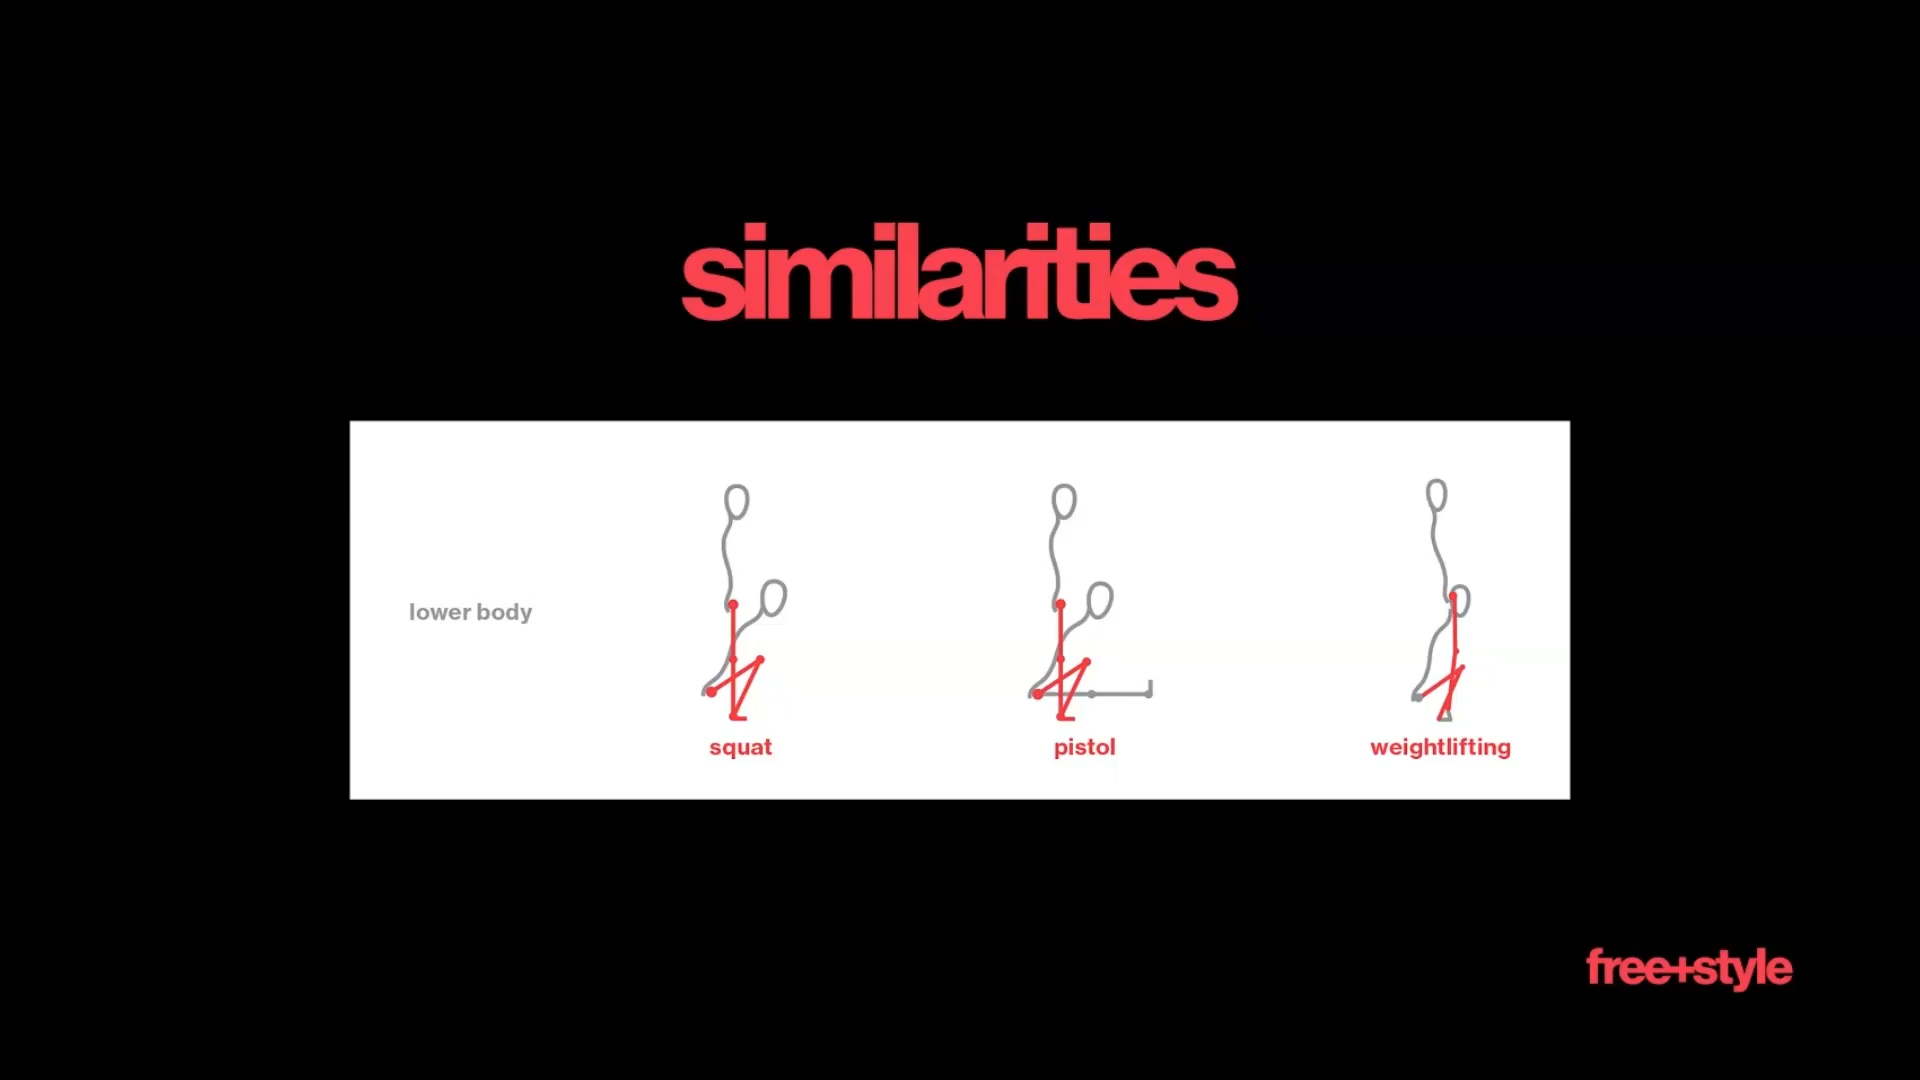 similarities
lower body
squat
pistol
weightlifting
free+style